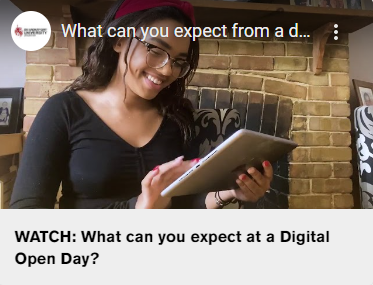 What can you expect from a d...
WATCH: What can you expect at a Digital
Open Day?